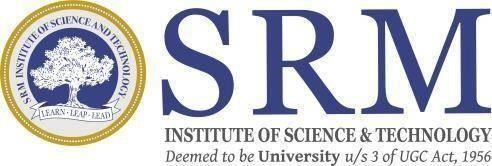 SRM INSTITUTE OF SCIENCE AND TECHNOLOGY
LEARN · LEAP · LEAD
SRM
INSTITUTE OF SCIENCE & TECHNOLOGY
Deemed to be University u/s 3 of UGC Act, 1956